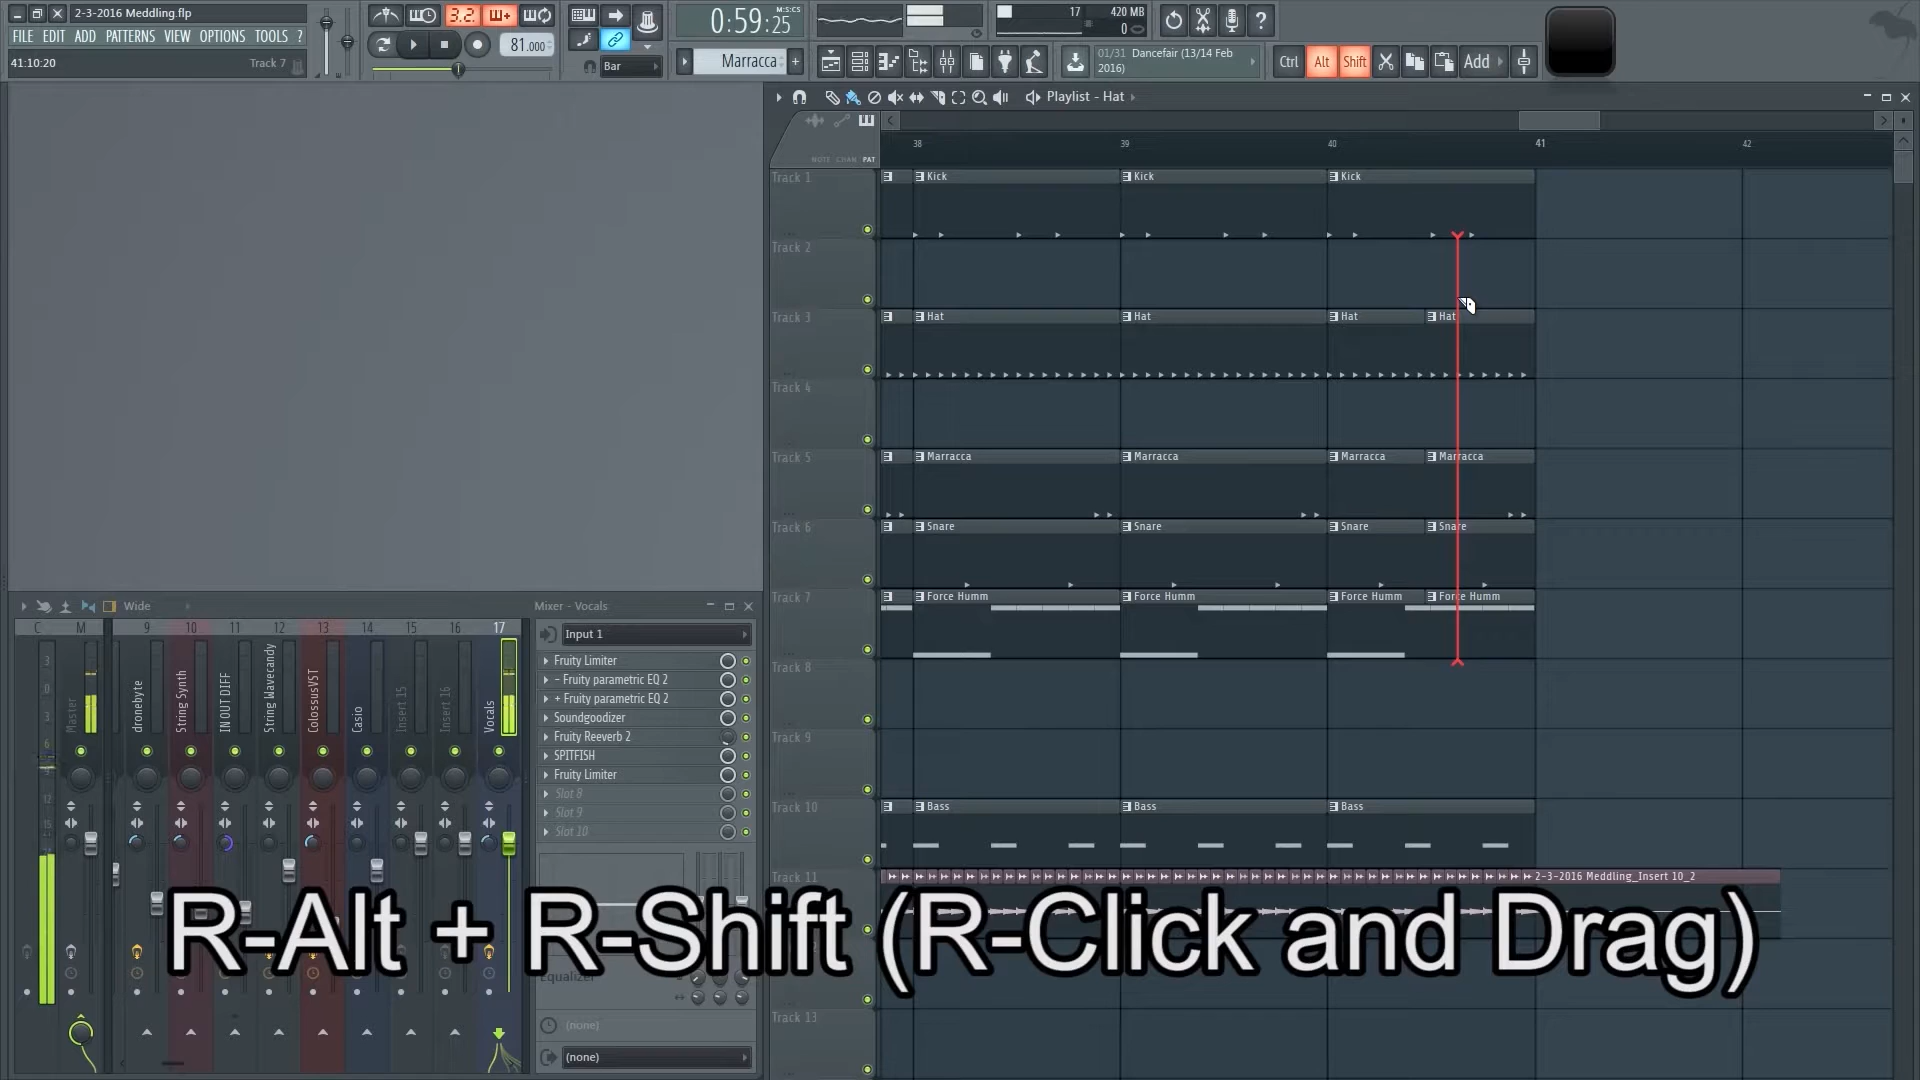 2-3-2016 Meddling.flp
FILE EDIT ADD PATTERNS VIEW OPTIONS TOOLS ?
41:10:20 Track 7
3.2.
81.000
Bar
0:59:25 M:S:CS
Marracca
17 420 MB
0
01/31 Dancefair (13/14 Feb
2016)
Ctrl Alt Shift Add
Playlist - Hat
NOTE CHAN PAT
38 39 40 41 42
Track 1 Kick Kick Kick
Track 2
Track 3 Hat Hat Hat Hat
Track 4
Track 5 Marracca Marracca Marracca Marracca
Track 6 Snare Snare Snare Snare
Track 7 Force Humm Force Humm Force Humm Force Humm
Track 8
Track 9
Track 10 Bass Bass Bass
Track 11 2-3-2016 Meddling_Insert 10_2
Track 13
Wide Mixer - Vocals
C M 9 10 11 12 13 14 15 16 17
Master
dronebyte
String Synth
IN OUT DIFF
String Wavecandy
ColossusVST
Casio
Insert 15
Insert 16
Vocals
Input 1
Fruity Limiter
- Fruity parametric EQ 2
+ Fruity parametric EQ 2
Soundgoodizer
Fruity Reeverb 2
SPITFISH
Fruity Limiter
Slot 8
Slot 9
Slot 10
Equalizer
(none)
(none)
R-Alt + R-Shift (R-Click and Drag)